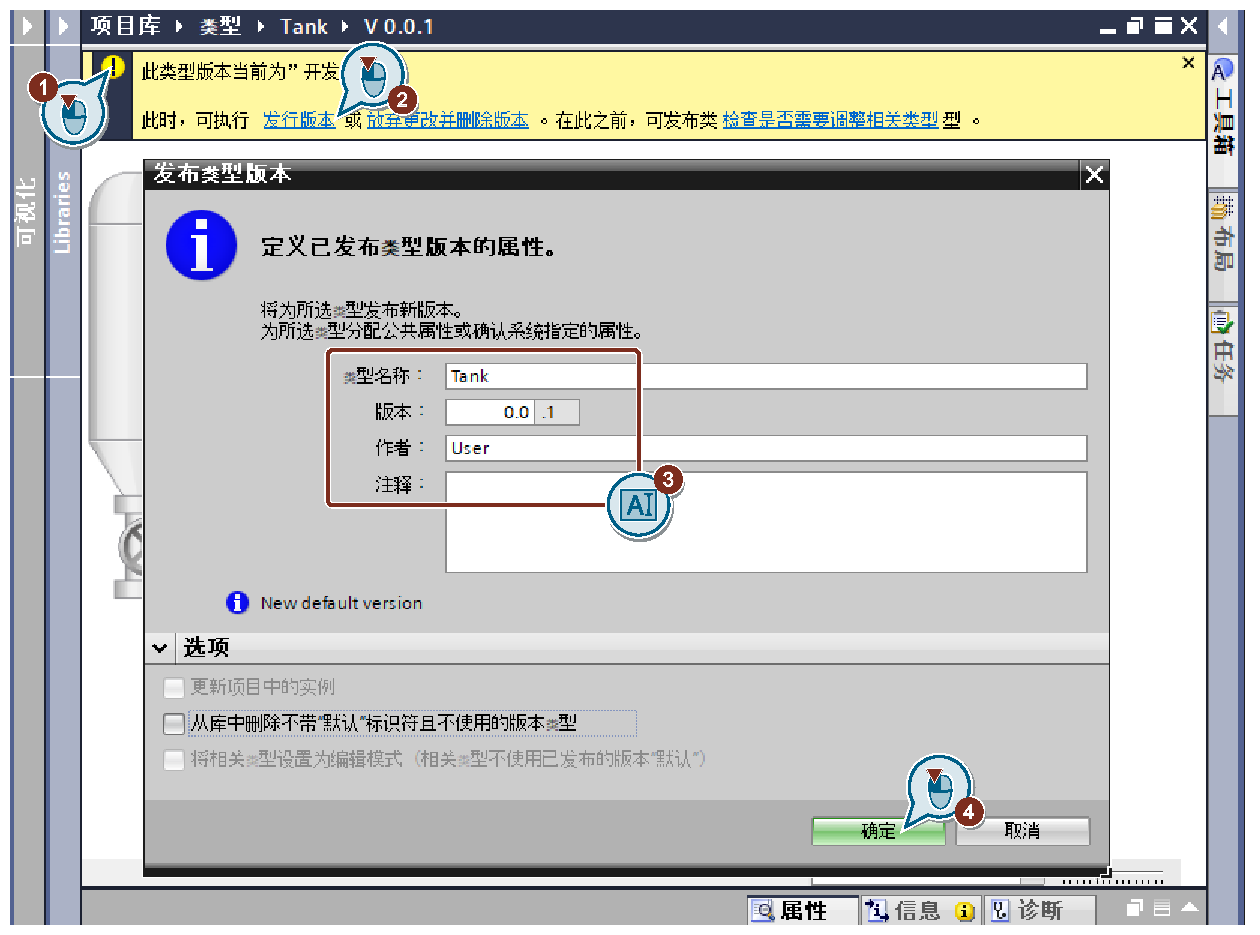 项目库 ▸ 类型 ▸ Tank ▸ V 0.0.1
此类型版本当前为" 开发
此时，可执行 发行版本 或 放弃更改并删除版本 。在此之前，可发布类 检查是否需要调整相关类型 型 。
1
2
可视化
Libraries
工具箱
布局
任务
发布类型版本
定义已发布类型版本的属性。
将为所选类型发布新版本。
为所选类型分配公共属性或确认系统指定的属性。
类型名称： Tank
版本： 0.0 .1
作者： User
注释：
3
AI
New default version
选项
更新项目中的实例
从库中删除不带"默认"标识符且不使用的版本类型
将相关类型设置为编辑模式（相关类型不使用已发布的版本"默认"）
4
确定 取消
属性 信息 诊断